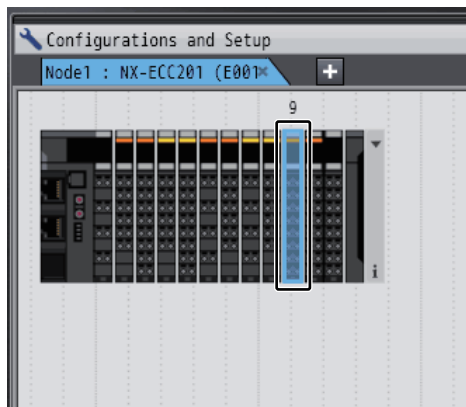 Configurations and Setup
Node1 : NX-ECC201 (E001
9
i